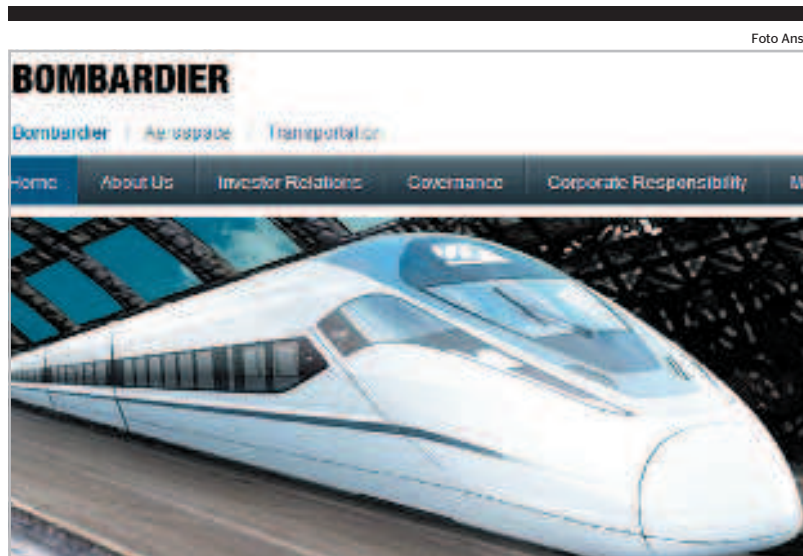 Foto Ans
BOMBARDIER
Bombardier Aerospace Transportation
Home About Us Investor Relations Governance Corporate Responsibility M